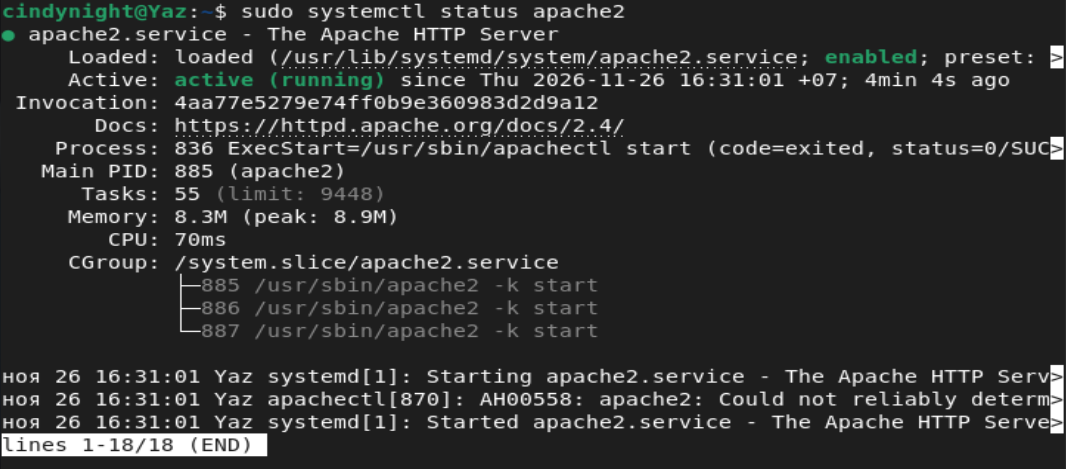 cindynight@Yaz:~$ sudo systemctl status apache2
● apache2.service - The Apache HTTP Server
Loaded: loaded (/usr/lib/systemd/system/apache2.service; enabled; preset: >
Active: active (running) since Thu 2026-11-26 16:31:01 +07; 4min 4s ago
Invocation: 4aa77e5279e74ff0b9e360983d2d9a12
Docs: https://httpd.apache.org/docs/2.4/
Process: 836 ExecStart=/usr/sbin/apachectl start (code=exited, status=0/SUC>
Main PID: 885 (apache2)
Tasks: 55 (limit: 9448)
Memory: 8.3M (peak: 8.9M)
CPU: 70ms
CGroup: /system.slice/apache2.service
├─885 /usr/sbin/apache2 -k start
├─886 /usr/sbin/apache2 -k start
└─887 /usr/sbin/apache2 -k start
ноя 26 16:31:01 Yaz systemd[1]: Starting apache2.service - The Apache HTTP Serv>
ноя 26 16:31:01 Yaz apachectl[870]: AH00558: apache2: Could not reliably determ>
ноя 26 16:31:01 Yaz systemd[1]: Started apache2.service - The Apache HTTP Serve>
lines 1-18/18 (END)